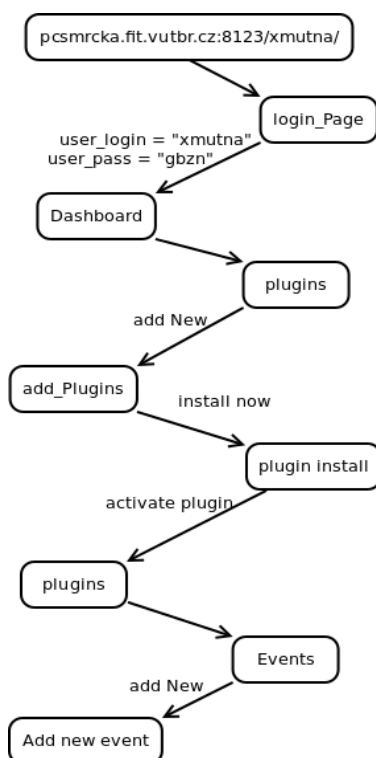 pcsmrcka.fit.vutbr.cz:8123/xmutna/
login_Page
user_login = "xmutna"
user_pass = "gbzn"
Dashboard
plugins
add New
add_Plugins
install now
plugin install
activate plugin
plugins
Events
add New
Add new event